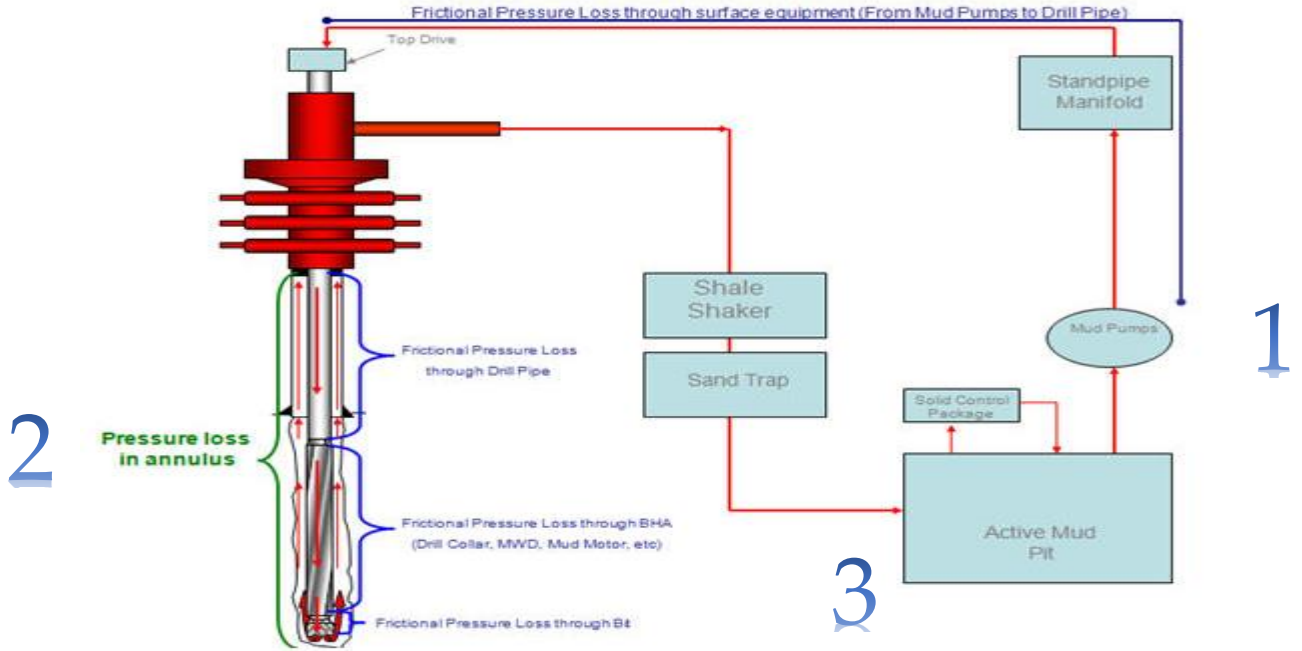 Frictional Pressure Loss through surface equipment (From Mud Pumps to Drill Pipe)
Top Drive
Standpipe
Manifold
Shale
Shaker
Mud Pumps
1
Frictional Pressure Loss
through Drill Pipe
Sand Trap
Solid Control
Package
2
Pressure loss
in annulus
Frictional Pressure Loss through BHA
(Drill Collar, MWD, Mud Motor, etc)
Active Mud
Pit
3
Frictional Pressure Loss through Bit